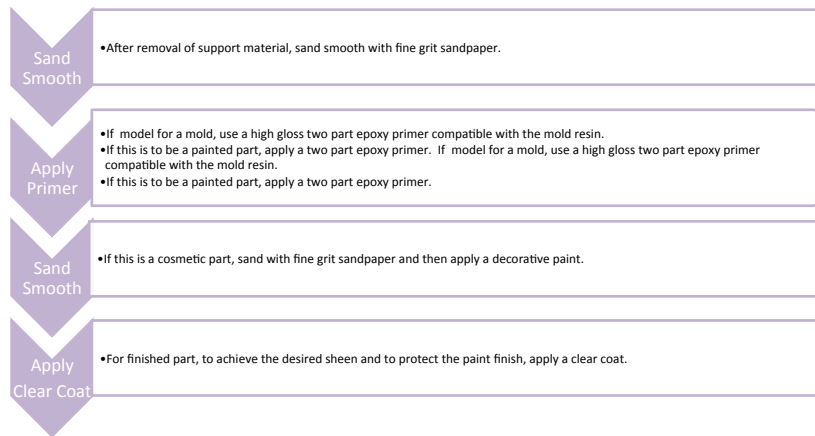 Sand
Smooth
•After removal of support material, sand smooth with fine grit sandpaper.
Apply
Primer
•If  model for a mold, use a high gloss two part epoxy primer compatible with the mold resin.
•If this is to be a painted part, apply a two part epoxy primer.  If  model for a mold, use a high gloss two part epoxy primer
compatible with the mold resin.
•If this is to be a painted part, apply a two part epoxy primer.
Sand
Smooth
•If this is a cosmetic part, sand with fine grit sandpaper and then apply a decorative paint.
Apply
Clear Coat
•For finished part, to achieve the desired sheen and to protect the paint finish, apply a clear coat.